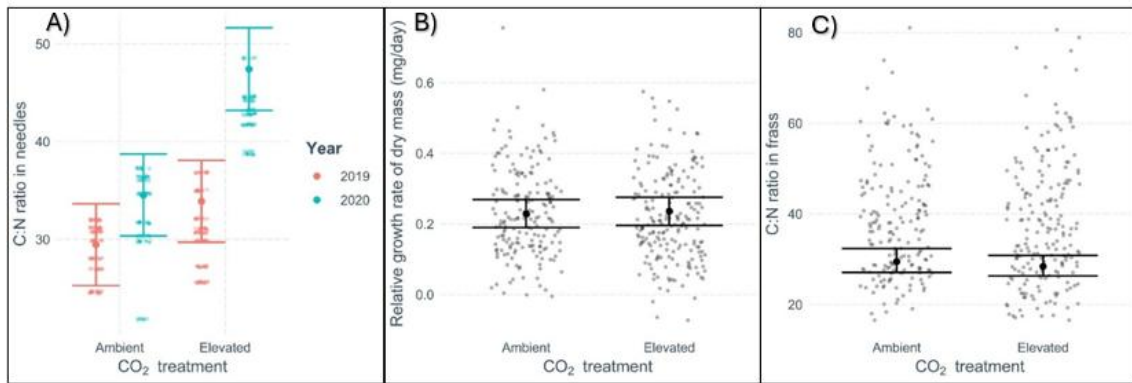 A)
C:N ratio in needles
50
40
30
Ambient
Elevated
CO₂ treatment
Year
2019
2020
B)
Relative growth rate of dry mass (mg/day)
0.6
0.4
0.2
0.0
Ambient
Elevated
CO₂ treatment
C)
C:N ratio in frass
80
60
40
20
Ambient
Elevated
CO₂ treatment